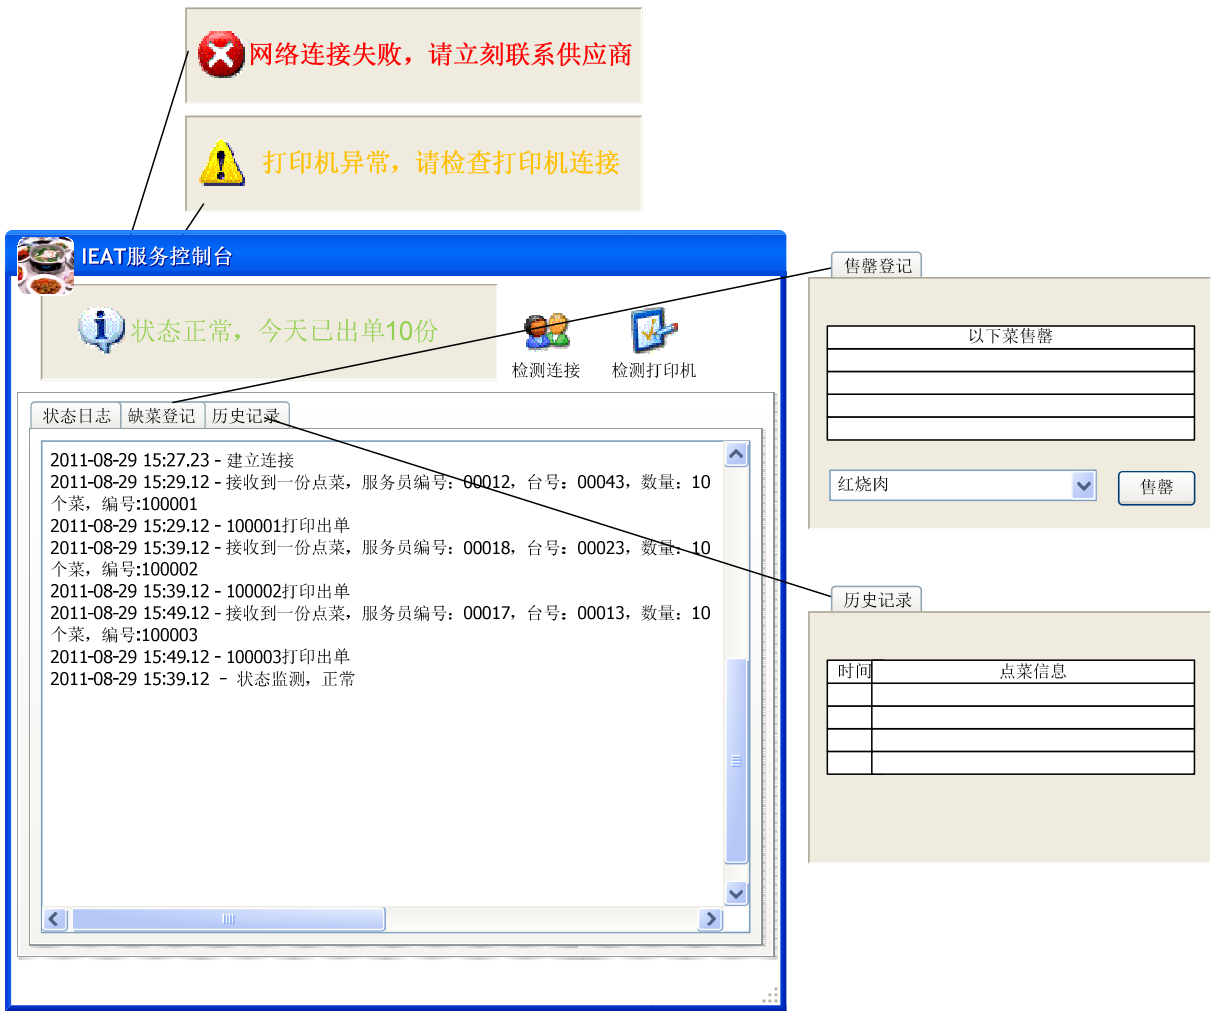 网络连接失败，请立刻联系供应商
打印机异常，请检查打印机连接
IEAT服务控制台
状态正常，今天已出单10份
检测连接
检测打印机
状态日志
缺菜登记
历史记录
2011-08-29 15:27.23 - 建立连接
2011-08-29 15:29.12 - 接收到一份点菜，服务员编号：00012，台号：00043，数量：10
个菜，编号:100001
2011-08-29 15:29.12 - 100001打印出单
2011-08-29 15:39.12 - 接收到一份点菜，服务员编号：00018，台号：00023，数量：10
个菜，编号:100002
2011-08-29 15:39.12 - 100002打印出单
2011-08-29 15:49.12 - 接收到一份点菜，服务员编号：00017，台号：00013，数量：10
个菜，编号:100003
2011-08-29 15:49.12 - 100003打印出单
2011-08-29 15:39.12 － 状态监测，正常
售罄登记
以下菜售罄
红烧肉
售罄
历史记录
时间
点菜信息